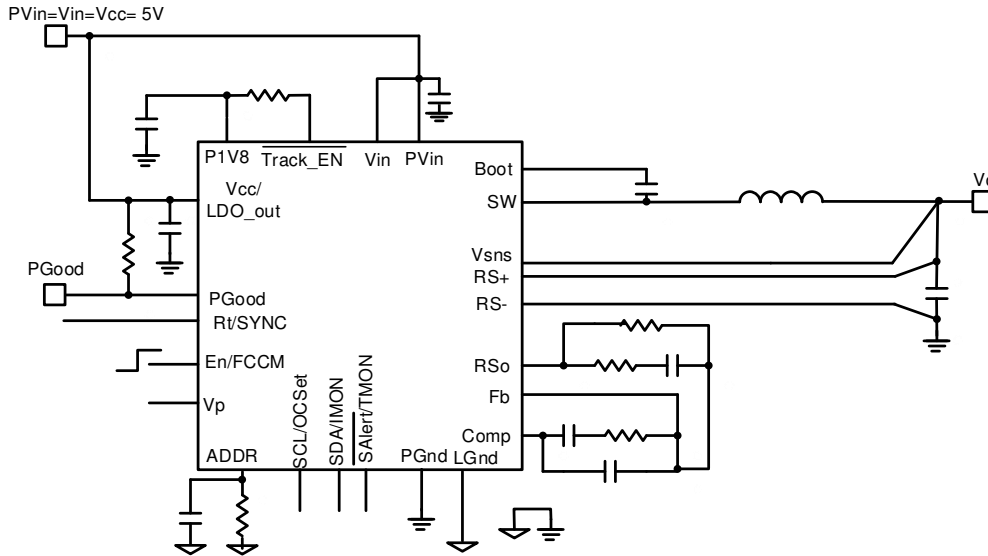 PVin=Vin=Vcc= 5V
P1V8
Track_EN
Vin
PVin
Boot
Vcc/
LDO_out
SW
Vsns
RS+
RS-
PGood
PGood
Rt/SYNC
En/FCCM
Vp
ADDR
SCL/OCSet
SDA/IMON
SAlert/TMON
PGnd
LGnd
RSo
Fb
Comp